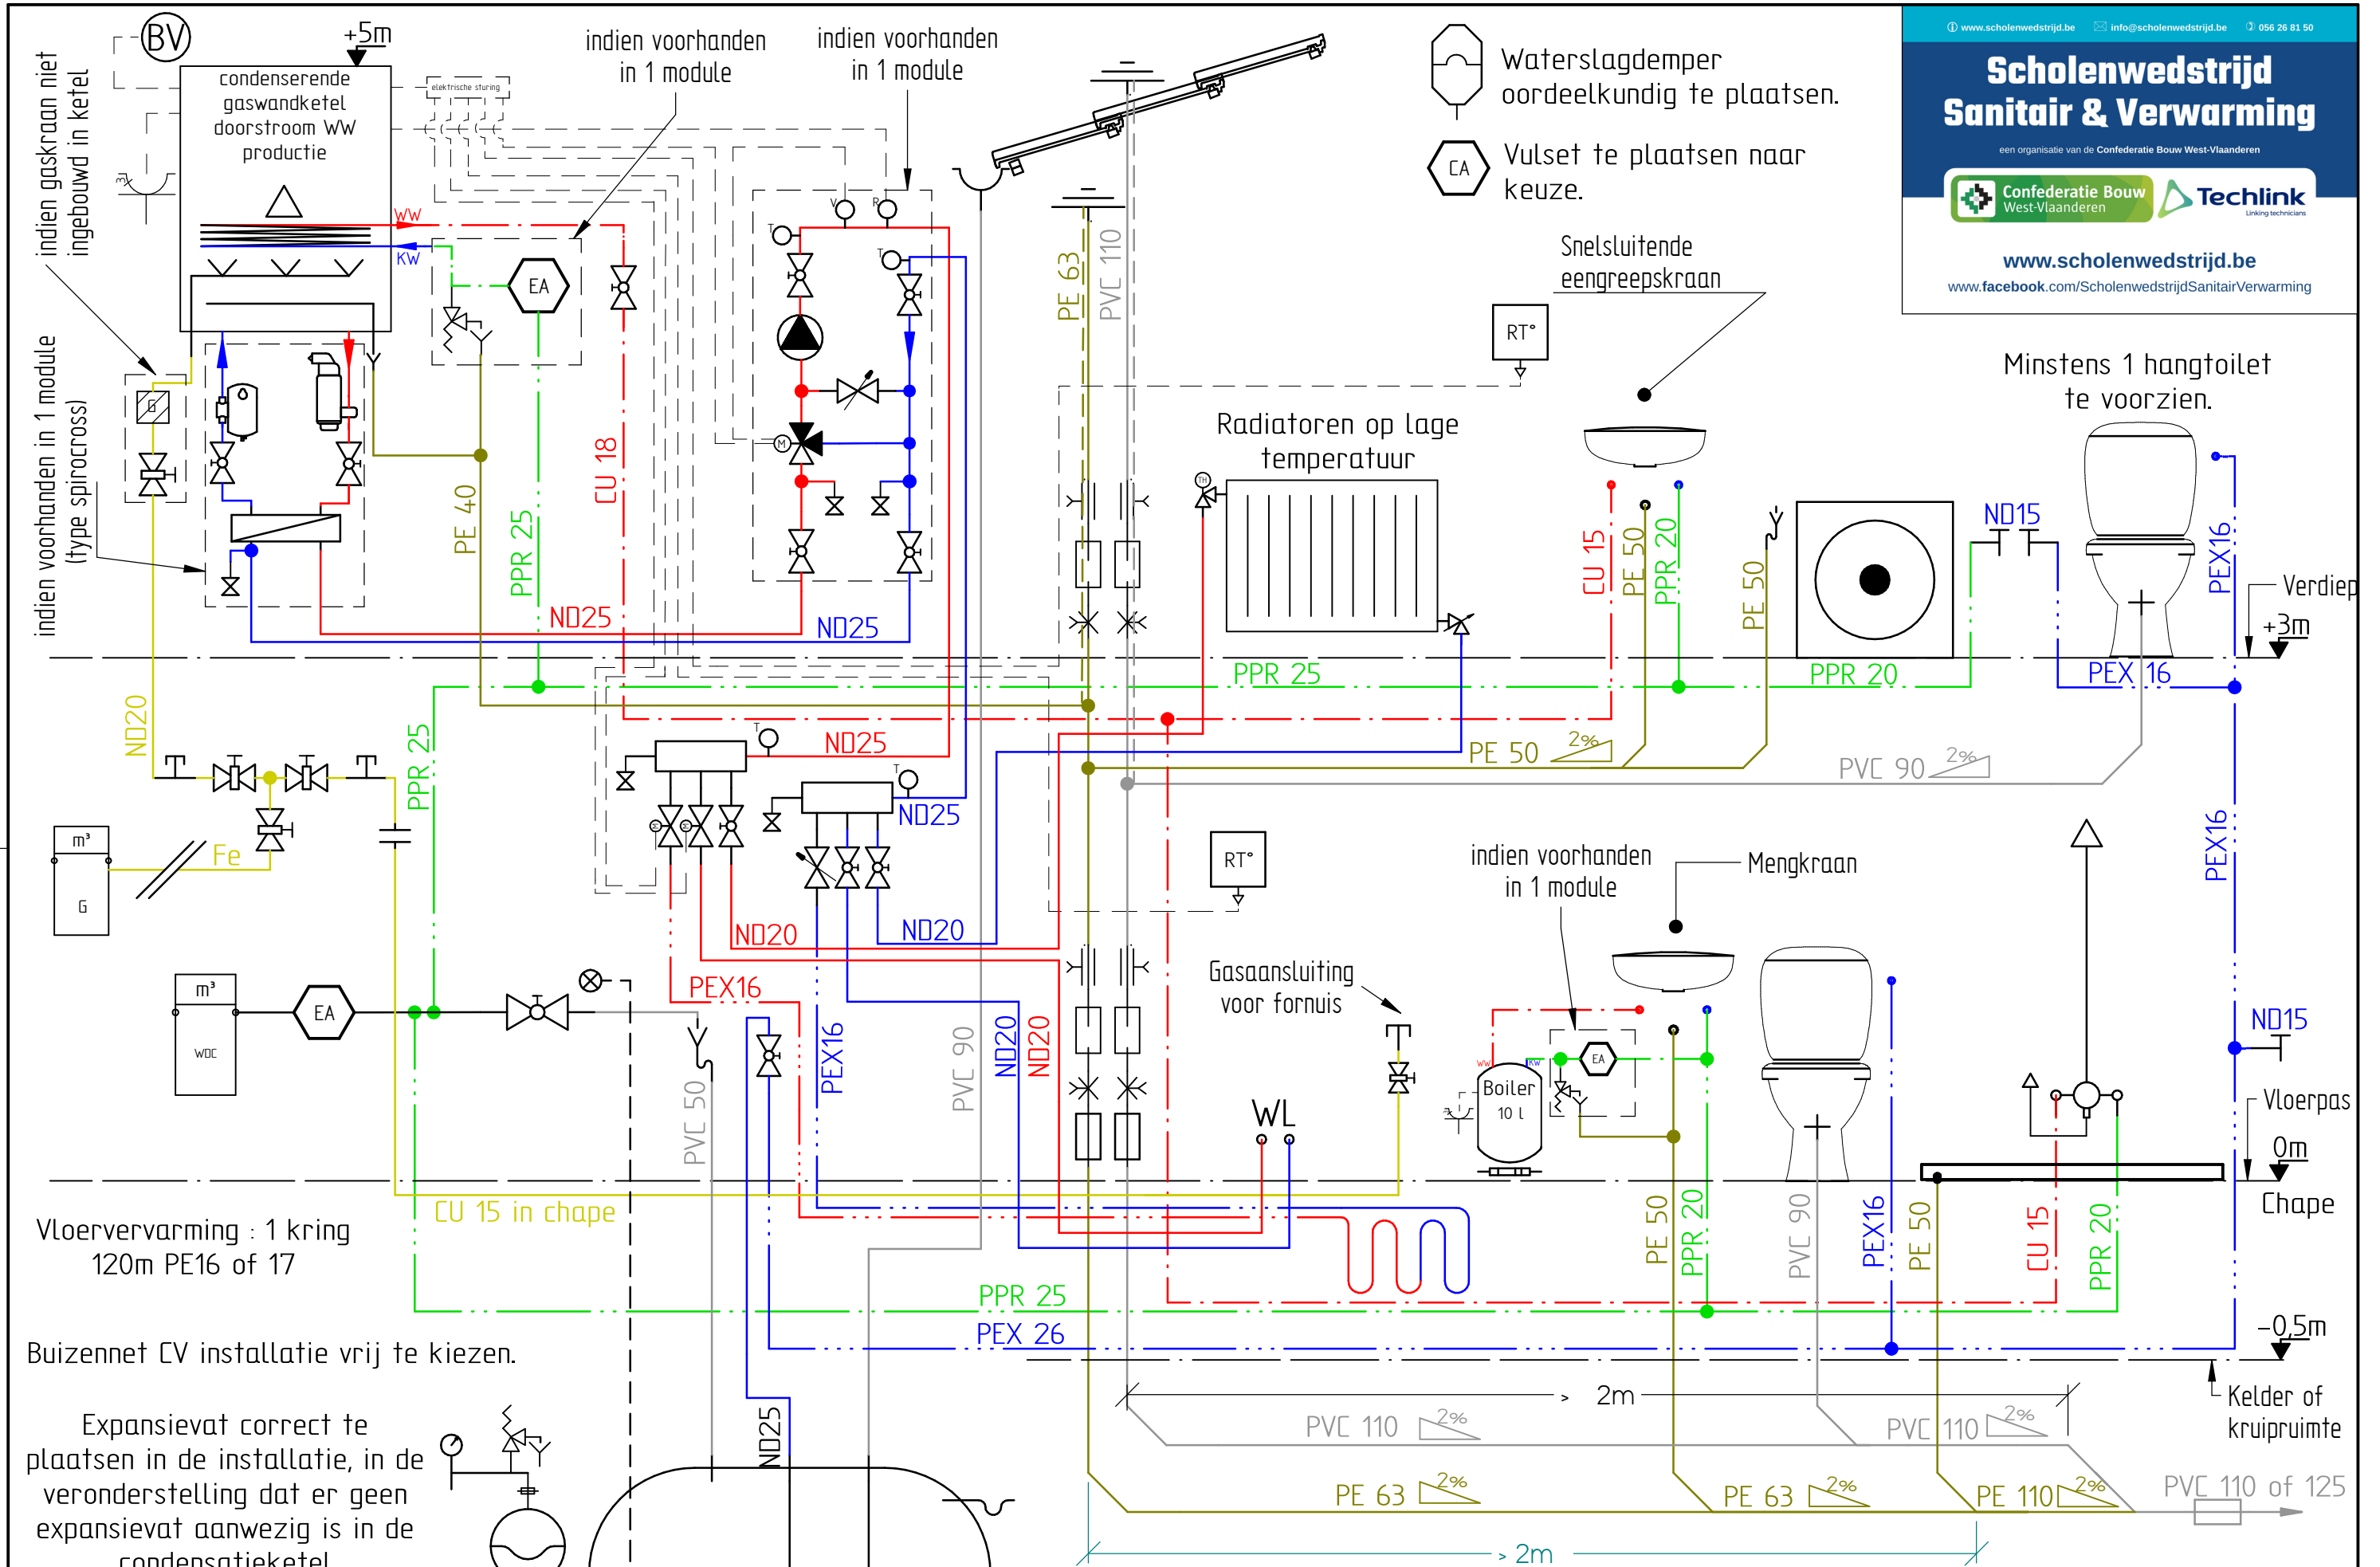 BV
+5m
condenserende
gaswandketel
doorstroom WW
productie
elektrische sturing
indien voorhanden
in 1 module
indien voorhanden
in 1 module
indien gaskraan niet
ingebouwd in ketel
indien voorhanden in 1 module
(type spirocross)
WW
KW
EA
G
V
R
T
T
M
PE 40
PPR 25
CU 18
ND25
ND25
PE 63
PVC 110
Waterslagdemper
oordeelkundig te plaatsen.
CA
Vulset te plaatsen naar
keuze.
www.scholenwedstrijd.be
info@scholenwedstrijd.be
056 26 81 50
Scholenwedstrijd
Sanitair & Verwarming
een organisatie van de Confederatie Bouw West-Vlaanderen
Confederatie Bouw
West-Vlaanderen
Techlink
Linking technicians
www.scholenwedstrijd.be
www.facebook.com/ScholenwedstrijdSanitairVerwarming
Snelsluitende
eengreepskraan
RT°
Radiatoren op lage
temperatuur
TH
CU 15
PE 50
PPR 20
PE 50
ND15
Minstens 1 hangtoilet
te voorzien.
PEX16
Verdiep
+3m
PPR 25
PPR 20
PEX 16
PE 50
2%
PVC 90
2%
ND20
PPR 25
m³
G
Fe
T
ND25
T
ND25
M
M
ND20
ND20
RT°
indien voorhanden
in 1 module
Mengkraan
PEX16
m³
WDC
EA
PEX16
PEX16
PVC 50
PVC 90
ND20
ND20
Gasaansluiting
voor fornuis
WL
WW
KW
Boiler
10 l
EA
ND15
Vloerpas
0m
Chape
CU 15 in chape
Vloervervarming : 1 kring
120m PE16 of 17
PE 50
PPR 20
PVC 90
PEX16
PE 50
CU 15
PPR 20
PPR 25
PEX 26
-0,5m
Kelder of
kruipruimte
Buizennet CV installatie vrij te kiezen.
Expansievat correct te
plaatsen in de installatie, in de
veronderstelling dat er geen
expansievat aanwezig is in de
condensatieketel
ND25
> 2m
PVC 110
2%
PVC 110
2%
PE 63
2%
PE 63
2%
PE 110
2%
PVC 110 of 125
> 2m